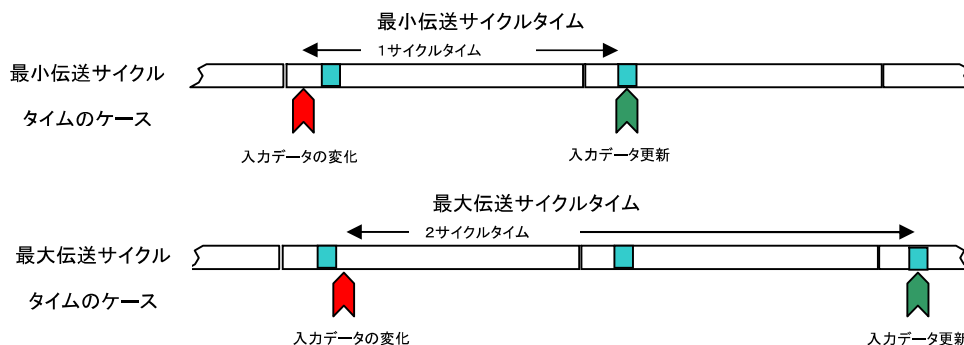 最小伝送サイクルタイム
1サイクルタイム
最小伝送サイクル
タイムのケース
入力データの変化
入力データ更新
最大伝送サイクルタイム
2サイクルタイム
最大伝送サイクル
タイムのケース
入力データの変化
入力データ更新